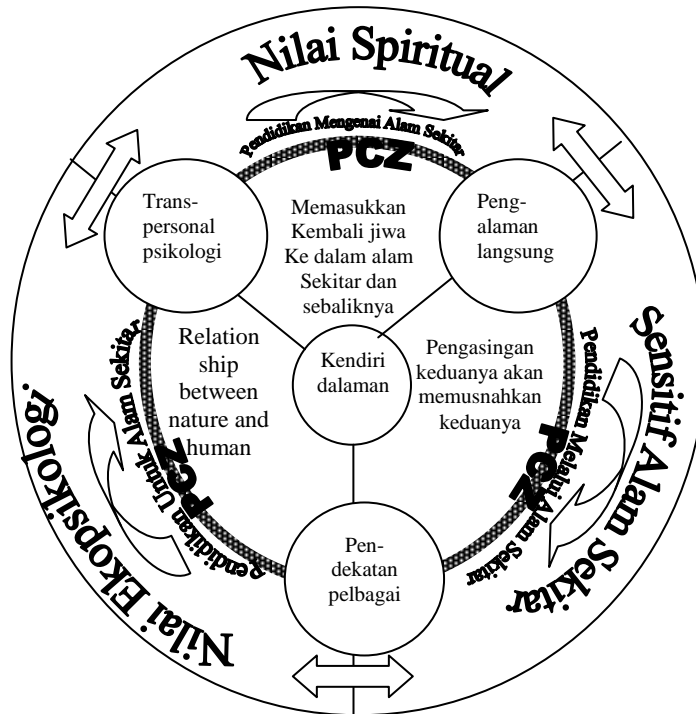 Nilai Spiritual
Pendidikan Mengenai Alam Sekitar
PCZ
Trans-
personal
psikologi
Memasukkan
Kembali jiwa
Ke dalam alam
Sekitar dan
sebaliknya
Peng-
alaman
langsung
Relation
ship
between
nature and
human
Kendiri
dalaman
Pengasingan
keduanya akan
memusnahkan
keduanya
Pendidikan Untuk Alam Sekitar
PCZ
Pendidikan Melalui Alam Sekitar
PCZ
Nilai Ekopsikologi
Sensitif Alam Sekitar
Pen-
dekatan
pelbagai